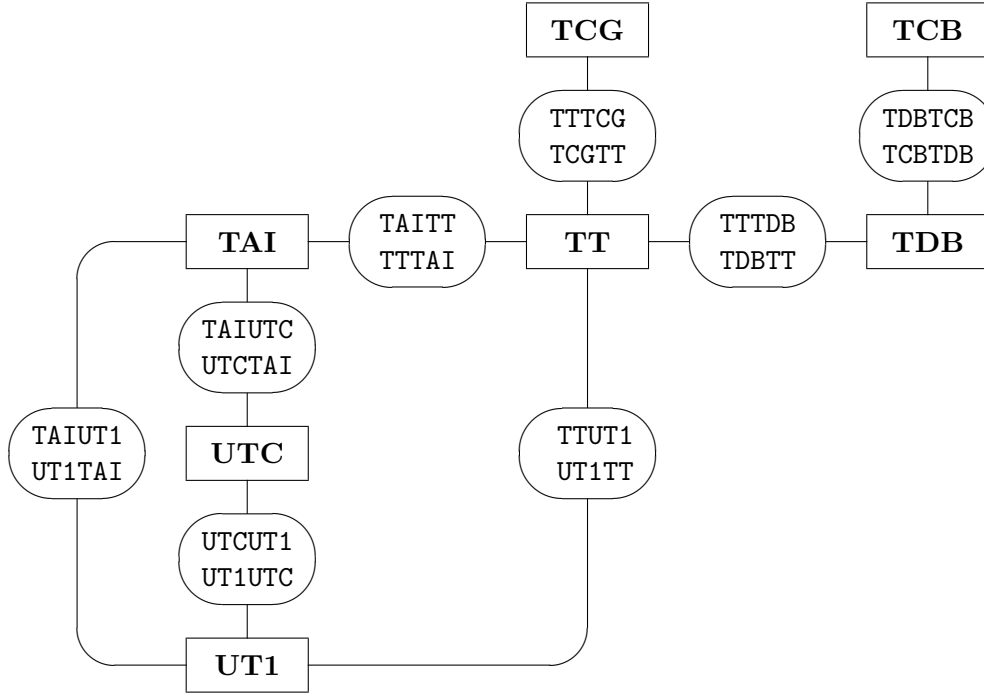 TCG
TCB
TTTCG
TCGTT
TDBTCB
TCBTDB
TAI
TAITT
TTTAI
TT
TTTDB
TDBTT
TDB
TAIUTC
UTCTAI
TAIUT1
UT1TAI
UTC
TTUT1
UT1TT
UTCUT1
UT1UTC
UT1